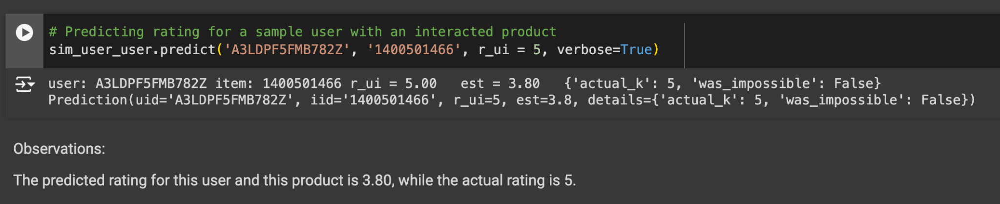 # Predicting rating for a sample user with an interacted product
sim_user_user.predict('A3LDPF5FMB782Z', '1400501466', r_ui = 5, verbose=True)
user: A3LDPF5FMB782Z item: 1400501466 r_ui = 5.00   est = 3.80   {'actual_k': 5, 'was_impossible': False}
Prediction(uid='A3LDPF5FMB782Z', iid='1400501466', r_ui=5, est=3.8, details={'actual_k': 5, 'was_impossible': False})
Observations:
The predicted rating for this user and this product is 3.80, while the actual rating is 5.